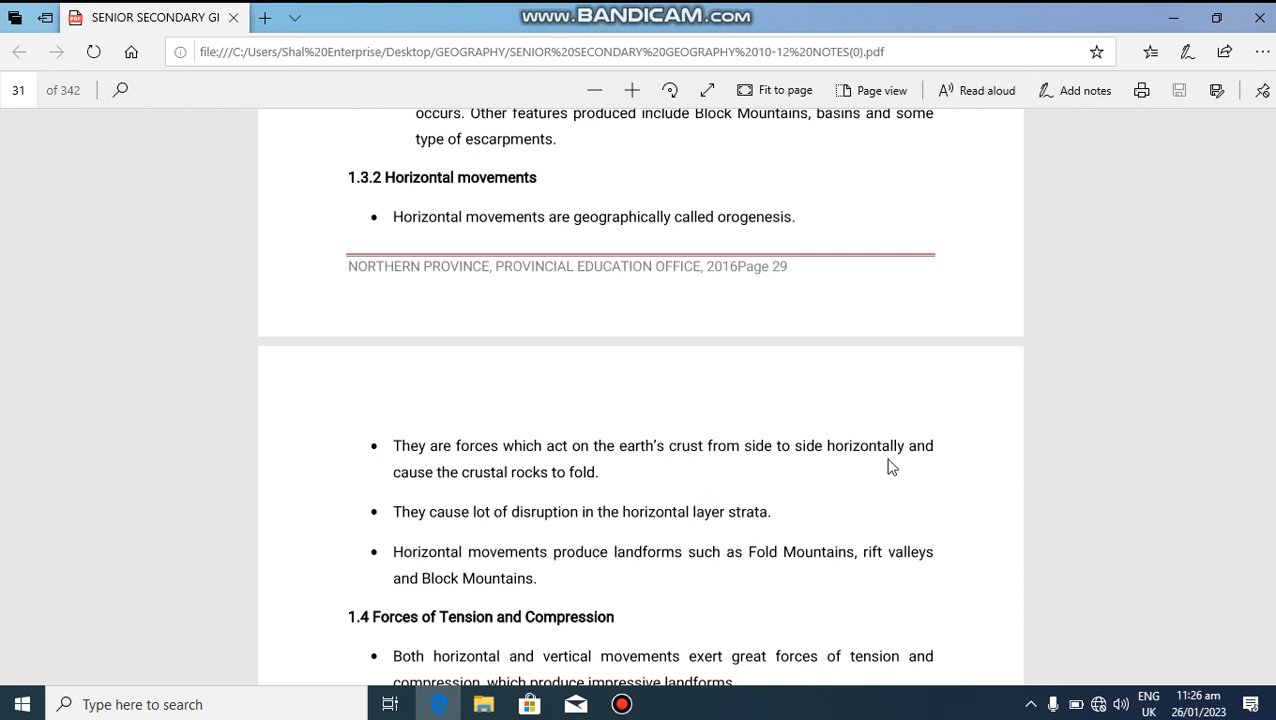 SENIOR SECONDARY GI
www.BANDICAM.com
file:///C:/Users/Shal%20Enterprise/Desktop/GEOGRAPHY/SENIOR%20SECONDARY%20GEOGRAPHY%2010-12%20NOTES(0).pdf
31 of 342 Fit to page Page view Read aloud Add notes
occurs. Other features produced include Block Mountains, basins and some
type of escarpments.
1.3.2 Horizontal movements
• Horizontal movements are geographically called orogenesis.
NORTHERN PROVINCE, PROVINCIAL EDUCATION OFFICE, 2016Page 29
• They are forces which act on the earth's crust from side to side horizontally and
cause the crustal rocks to fold.
• They cause lot of disruption in the horizontal layer strata.
• Horizontal movements produce landforms such as Fold Mountains, rift valleys
and Block Mountains.
1.4 Forces of Tension and Compression
• Both horizontal and vertical movements exert great forces of tension and
compression, which produce impressive landforms.
Type here to search
ENG
UK
11:26 am
26/01/2023